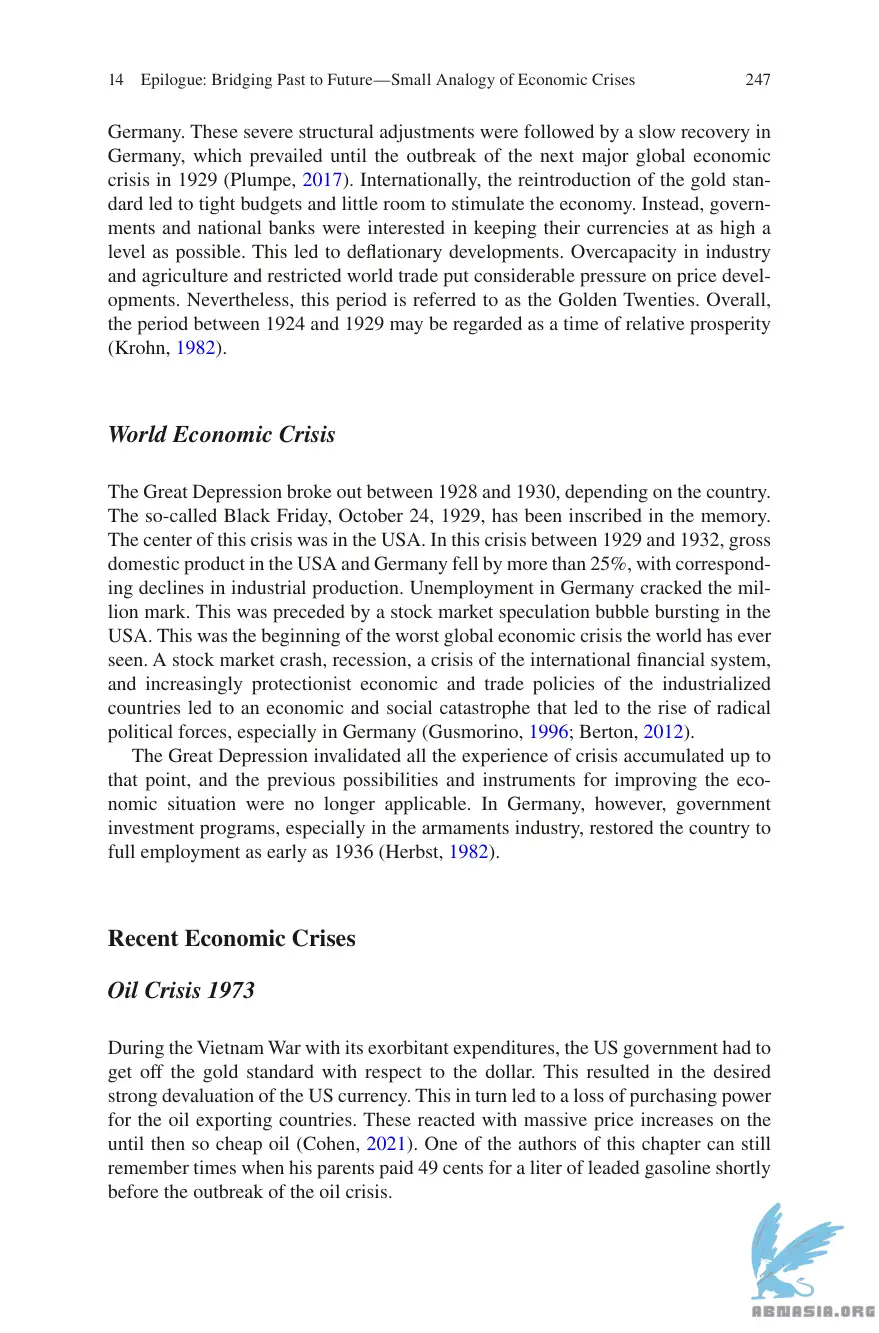 14 Epilogue: Bridging Past to Future—Small Analogy of Economic Crises 247
Germany. These severe structural adjustments were followed by a slow recovery in
Germany, which prevailed until the outbreak of the next major global economic
crisis in 1929 (Plumpe, 2017). Internationally, the reintroduction of the gold stan-
dard led to tight budgets and little room to stimulate the economy. Instead, govern-
ments and national banks were interested in keeping their currencies at as high a
level as possible. This led to deflationary developments. Overcapacity in industry
and agriculture and restricted world trade put considerable pressure on price devel-
opments. Nevertheless, this period is referred to as the Golden Twenties. Overall,
the period between 1924 and 1929 may be regarded as a time of relative prosperity
(Krohn, 1982).
World Economic Crisis
The Great Depression broke out between 1928 and 1930, depending on the country.
The so-called Black Friday, October 24, 1929, has been inscribed in the memory.
The center of this crisis was in the USA. In this crisis between 1929 and 1932, gross
domestic product in the USA and Germany fell by more than 25%, with correspond-
ing declines in industrial production. Unemployment in Germany cracked the mil-
lion mark. This was preceded by a stock market speculation bubble bursting in the
USA. This was the beginning of the worst global economic crisis the world has ever
seen. A stock market crash, recession, a crisis of the international financial system,
and increasingly protectionist economic and trade policies of the industrialized
countries led to an economic and social catastrophe that led to the rise of radical
political forces, especially in Germany (Gusmorino, 1996; Berton, 2012).
The Great Depression invalidated all the experience of crisis accumulated up to
that point, and the previous possibilities and instruments for improving the eco-
nomic situation were no longer applicable. In Germany, however, government
investment programs, especially in the armaments industry, restored the country to
full employment as early as 1936 (Herbst, 1982).
Recent Economic Crises
Oil Crisis 1973
During the Vietnam War with its exorbitant expenditures, the US government had to
get off the gold standard with respect to the dollar. This resulted in the desired
strong devaluation of the US currency. This in turn led to a loss of purchasing power
for the oil exporting countries. These reacted with massive price increases on the
until then so cheap oil (Cohen, 2021). One of the authors of this chapter can still
remember times when his parents paid 49 cents for a liter of leaded gasoline shortly
before the outbreak of the oil crisis.
ABNASIA.ORG